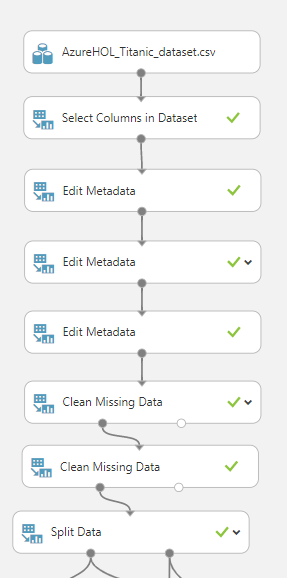 AzureHOL_Titanic_dataset.csv
Select Columns in Dataset
Edit Metadata
Edit Metadata
Edit Metadata
Clean Missing Data
Clean Missing Data
Split Data